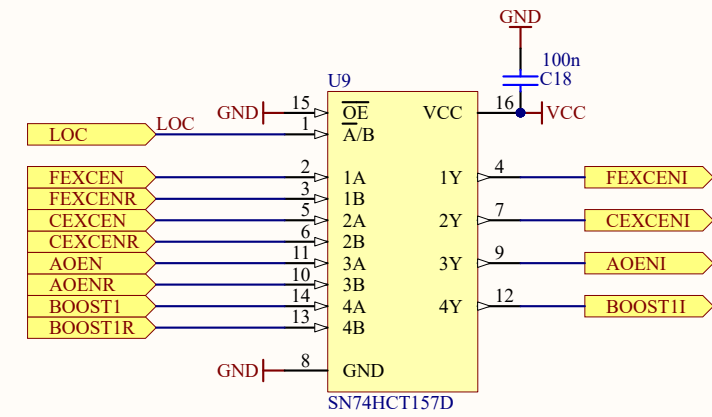 GND
100n
C18
U9
GND 15 OE VCC 16 VCC
LOC LOC 1 A/B
FEXCEN 2 1A 1Y 4 FEXCENI
FEXCENR 3 1B
CEXCEN 5 2A 2Y 7 CEXCENI
CEXCENR 6 2B
AOEN 11 3A 3Y 9 AOENI
AOENR 10 3B
BOOST1 14 4A 4Y 12 BOOST1I
BOOST1R 13 4B
GND 8 GND
SN74HCT157D